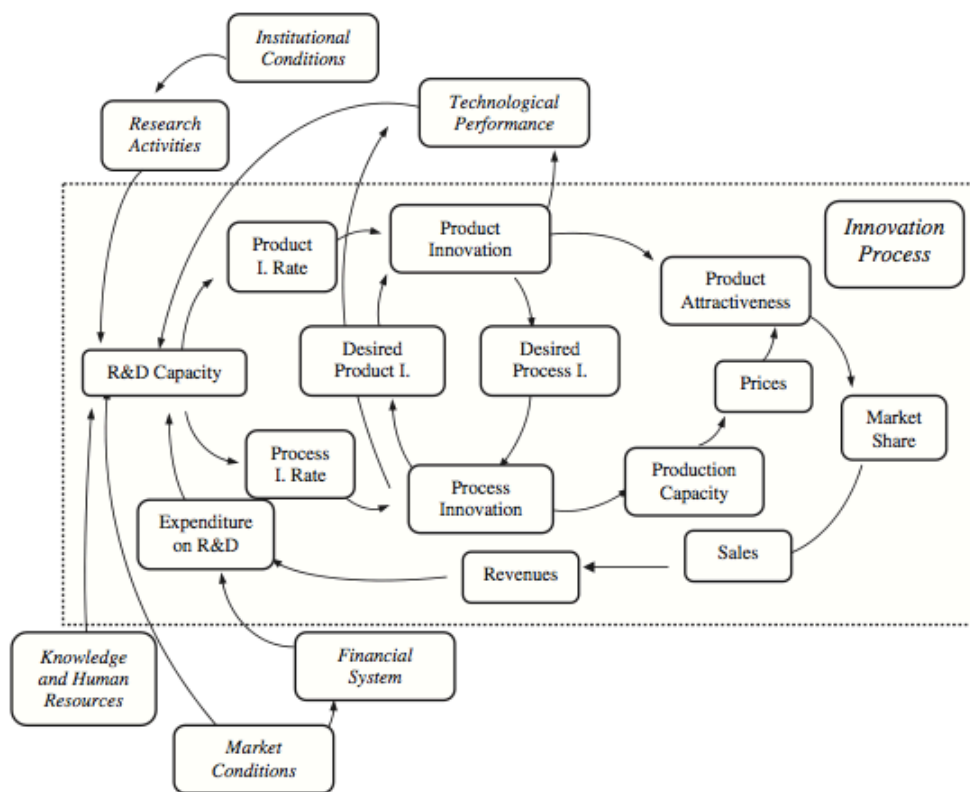 Institutional
Conditions
Technological
Performance
Research
Activities
Innovation
Process
Product
I. Rate
Product
Innovation
Product
Attractiveness
R&D Capacity
Desired
Product I.
Desired
Process I.
Prices
Market
Share
Process
I. Rate
Process
Innovation
Production
Capacity
Expenditure
on R&D
Revenues
Sales
Knowledge
and Human
Resources
Financial
System
Market
Conditions